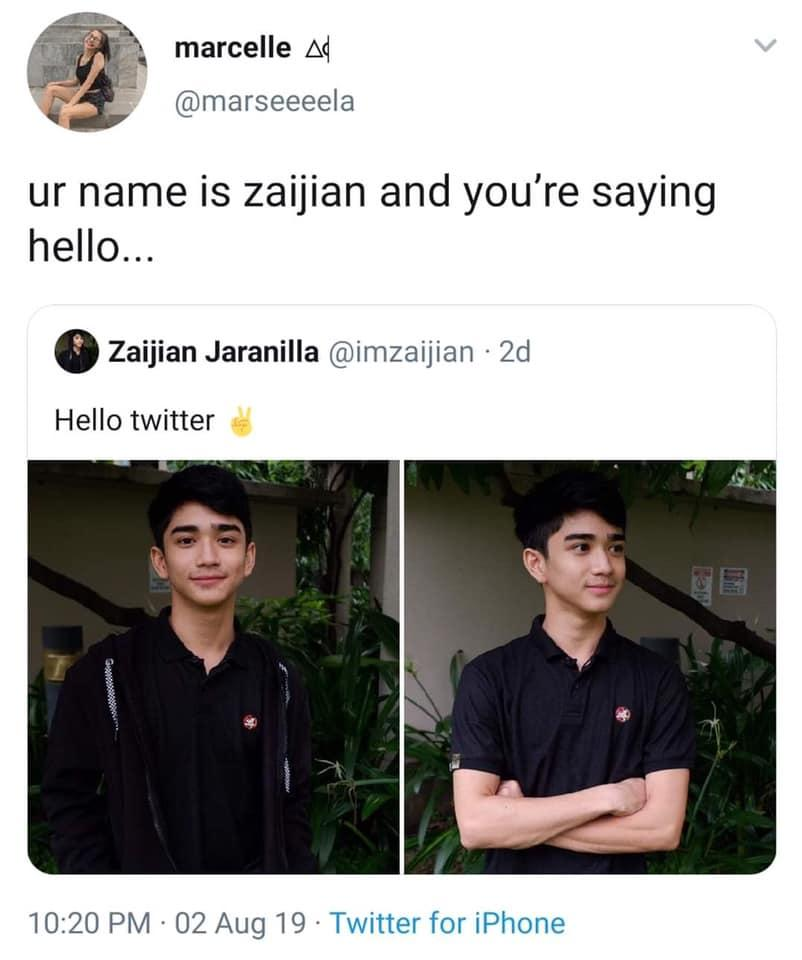 marcelle
@marseeeela
ur name is zaijian and you're saying
hello...
Zaijian Jaranilla @imzaijian · 2d
Hello twitter ✌
10:20 PM · 02 Aug 19 · Twitter for iPhone